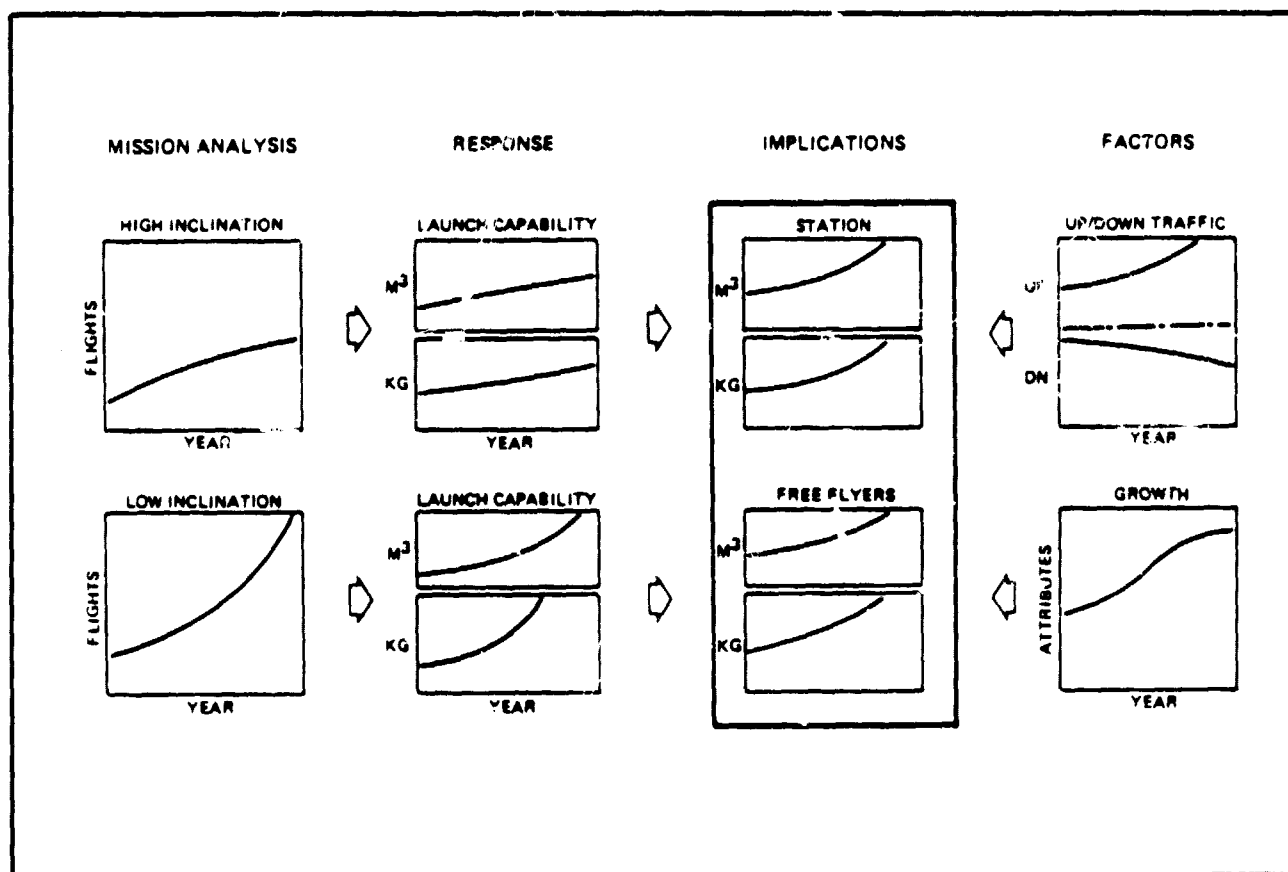 MISSION ANALYSIS
RESPONSE
IMPLICATIONS
FACTORS
HIGH INCLINATION
LAUNCH CAPABILITY
STATION
UP/DOWN TRAFFIC
FLIGHTS
M³
KG
M³
KG
UP
DN
YEAR
YEAR
YEAR
LOW INCLINATION
LAUNCH CAPABILITY
FREE FLYERS
GROWTH
FLIGHTS
M³
KG
M³
KG
ATTRIBUTES
YEAR
YEAR
YEAR